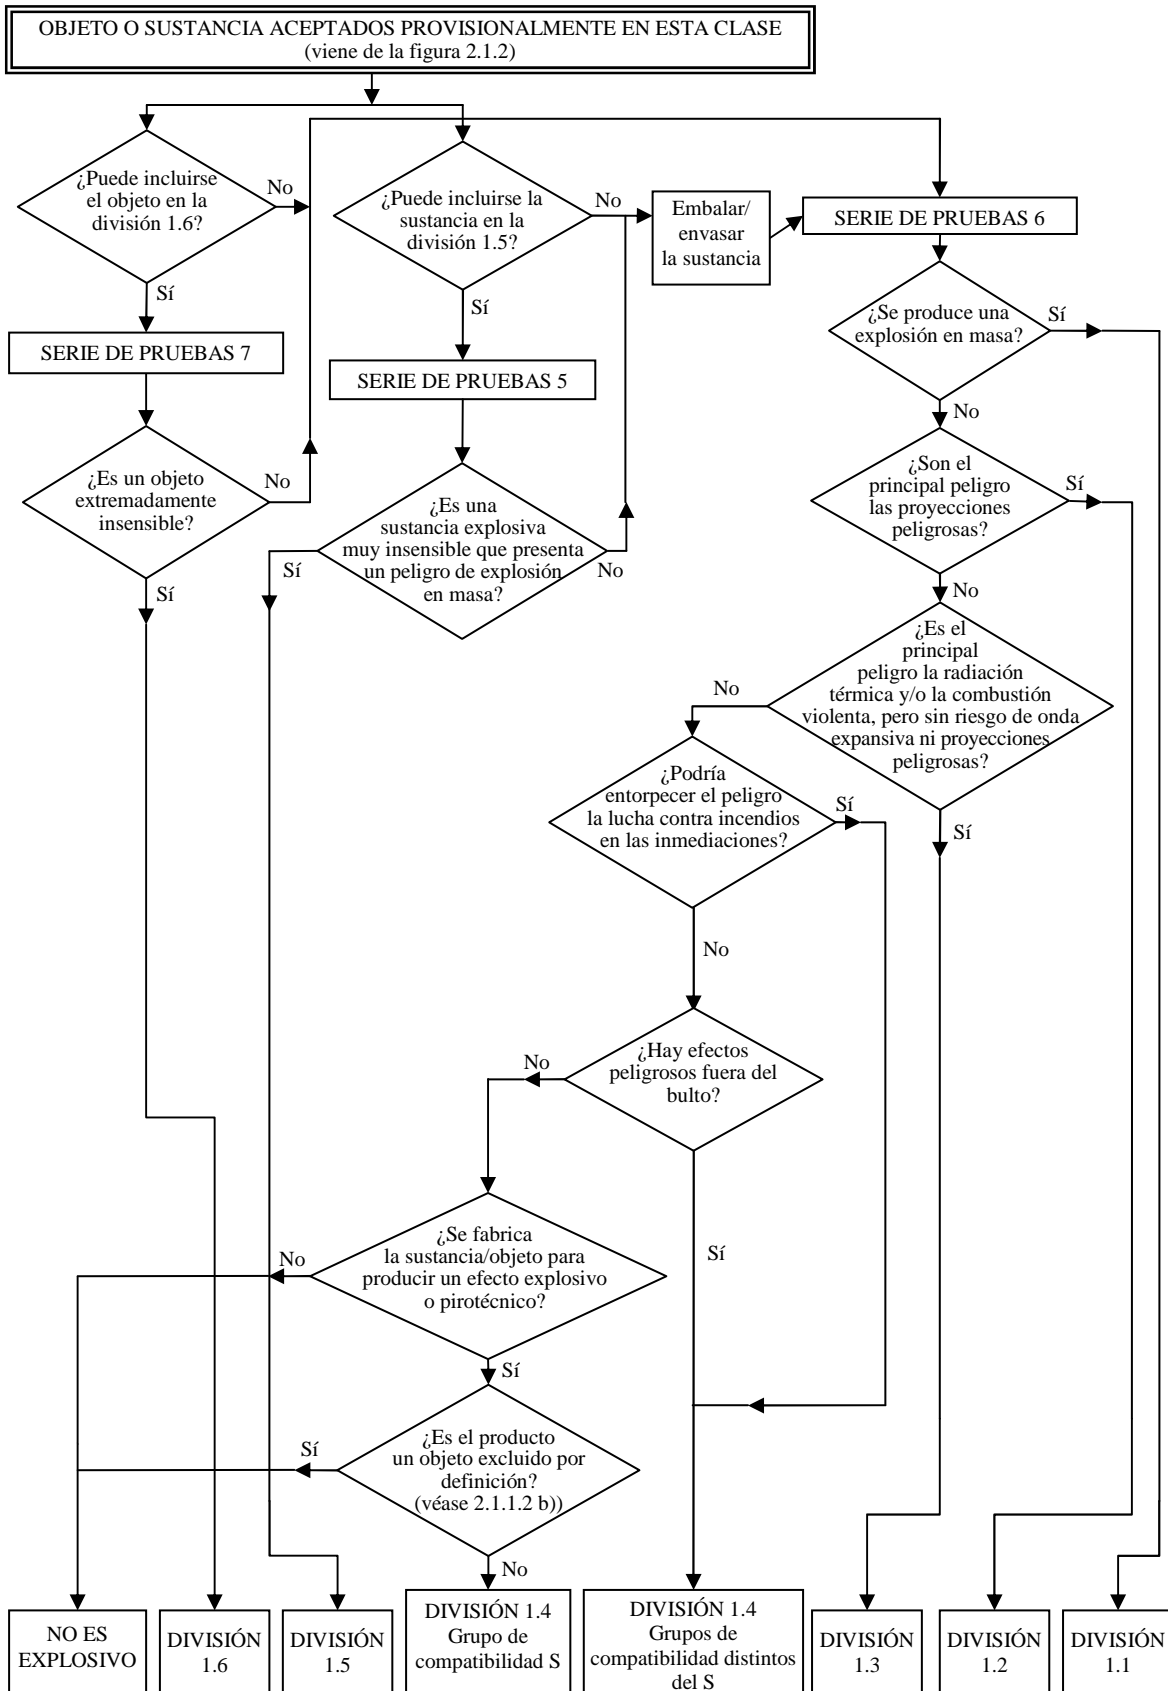 OBJETO O SUSTANCIA ACEPTADOS PROVISIONALMENTE EN ESTA CLASE
(viene de la figura 2.1.2)
¿Puede incluirse
el objeto en la
división 1.6?
No
Sí
¿Puede incluirse la
sustancia en la
división 1.5?
No
Sí
Embalar/
envasar
la sustancia
SERIE DE PRUEBAS 6
SERIE DE PRUEBAS 7
SERIE DE PRUEBAS 5
¿Se produce una
explosión en masa?
Sí
No
¿Es un objeto
extremadamente
insensible?
No
Sí
¿Es una
sustancia explosiva
muy insensible que presenta
un peligro de explosión
en masa?
Sí
No
¿Son el
principal peligro
las proyecciones
peligrosas?
Sí
No
¿Es el
principal
peligro la radiación
térmica y/o la combustión
violenta, pero sin riesgo de onda
expansiva ni proyecciones
peligrosas?
No
Sí
¿Podría
entorpecer el peligro
la lucha contra incendios
en las inmediaciones?
Sí
No
¿Hay efectos
peligrosos fuera del
bulto?
No
Sí
¿Se fabrica
la sustancia/objeto para
producir un efecto explosivo
o pirotécnico?
No
Sí
¿Es el producto
un objeto excluido por
definición?
(véase 2.1.1.2 b))
Sí
No
NO ES
EXPLOSIVO
DIVISIÓN
1.6
DIVISIÓN
1.5
DIVISIÓN 1.4
Grupo de
compatibilidad S
DIVISIÓN 1.4
Grupos de
compatibilidad distintos
del S
DIVISIÓN
1.3
DIVISIÓN
1.2
DIVISIÓN
1.1